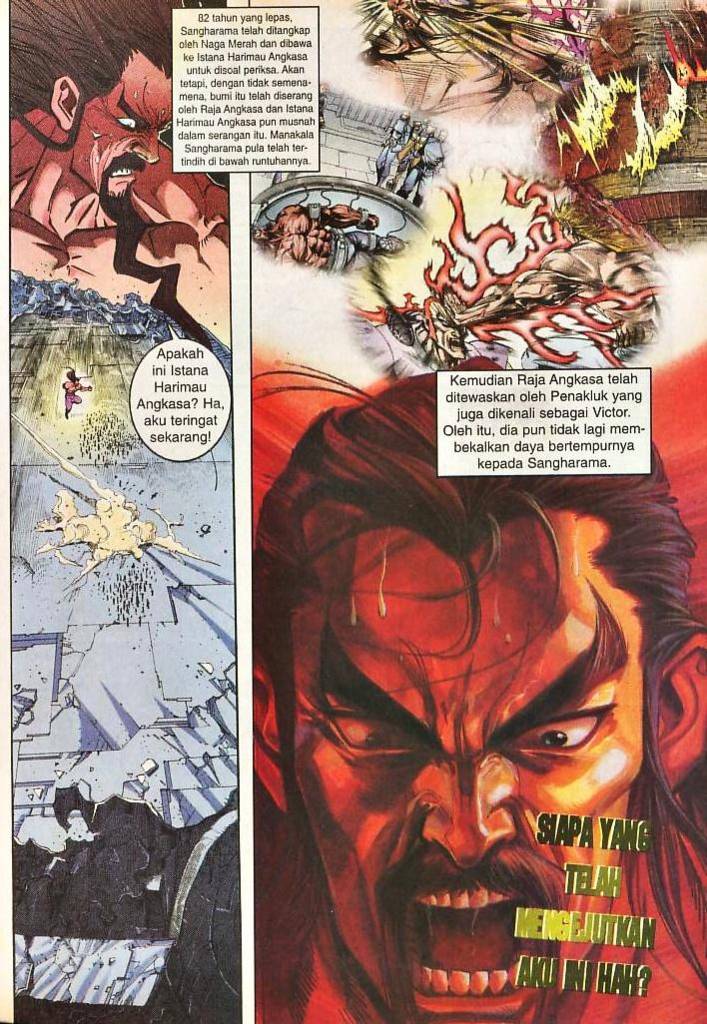 82 tahun yang lepas,
Sangharama telah ditangkap
oleh Naga Merah dan dibawa
ke Istana Harimau Angkasa
untuk disoal periksa. Akan
tetapi, dengan tidak semena-
mena, bumi itu telah diserang
oleh Raja Angkasa dan Istana
Harimau Angkasa pun musnah
dalam serangan itu. Manakala
Sangharama pula telah ter-
tindih di bawah runtuhannya.
Apakah
ini Istana
Harimau
Angkasa? Ha,
aku teringat
sekarang!
Kemudian Raja Angkasa telah
ditewaskan oleh Penakluk yang
juga dikenali sebagai Victor.
Oleh itu, dia pun tidak lagi mem-
bekalkan daya bertempurnya
kepada Sangharama.
SIAPA YANG
TELAH
MENGEJUTKAN
AKU INI HAH?